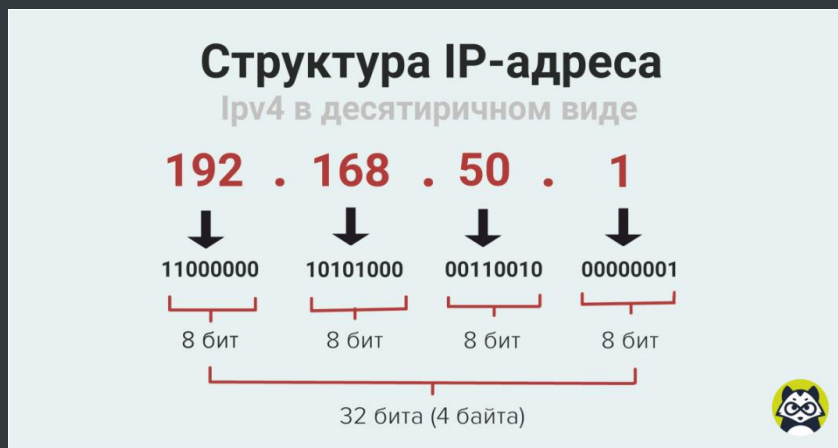 Структура IP-адреса
Ipv4 в десятиричном виде
192 . 168 . 50 . 1
11000000 10101000 00110010 00000001
8 бит 8 бит 8 бит 8 бит
32 бита (4 байта)